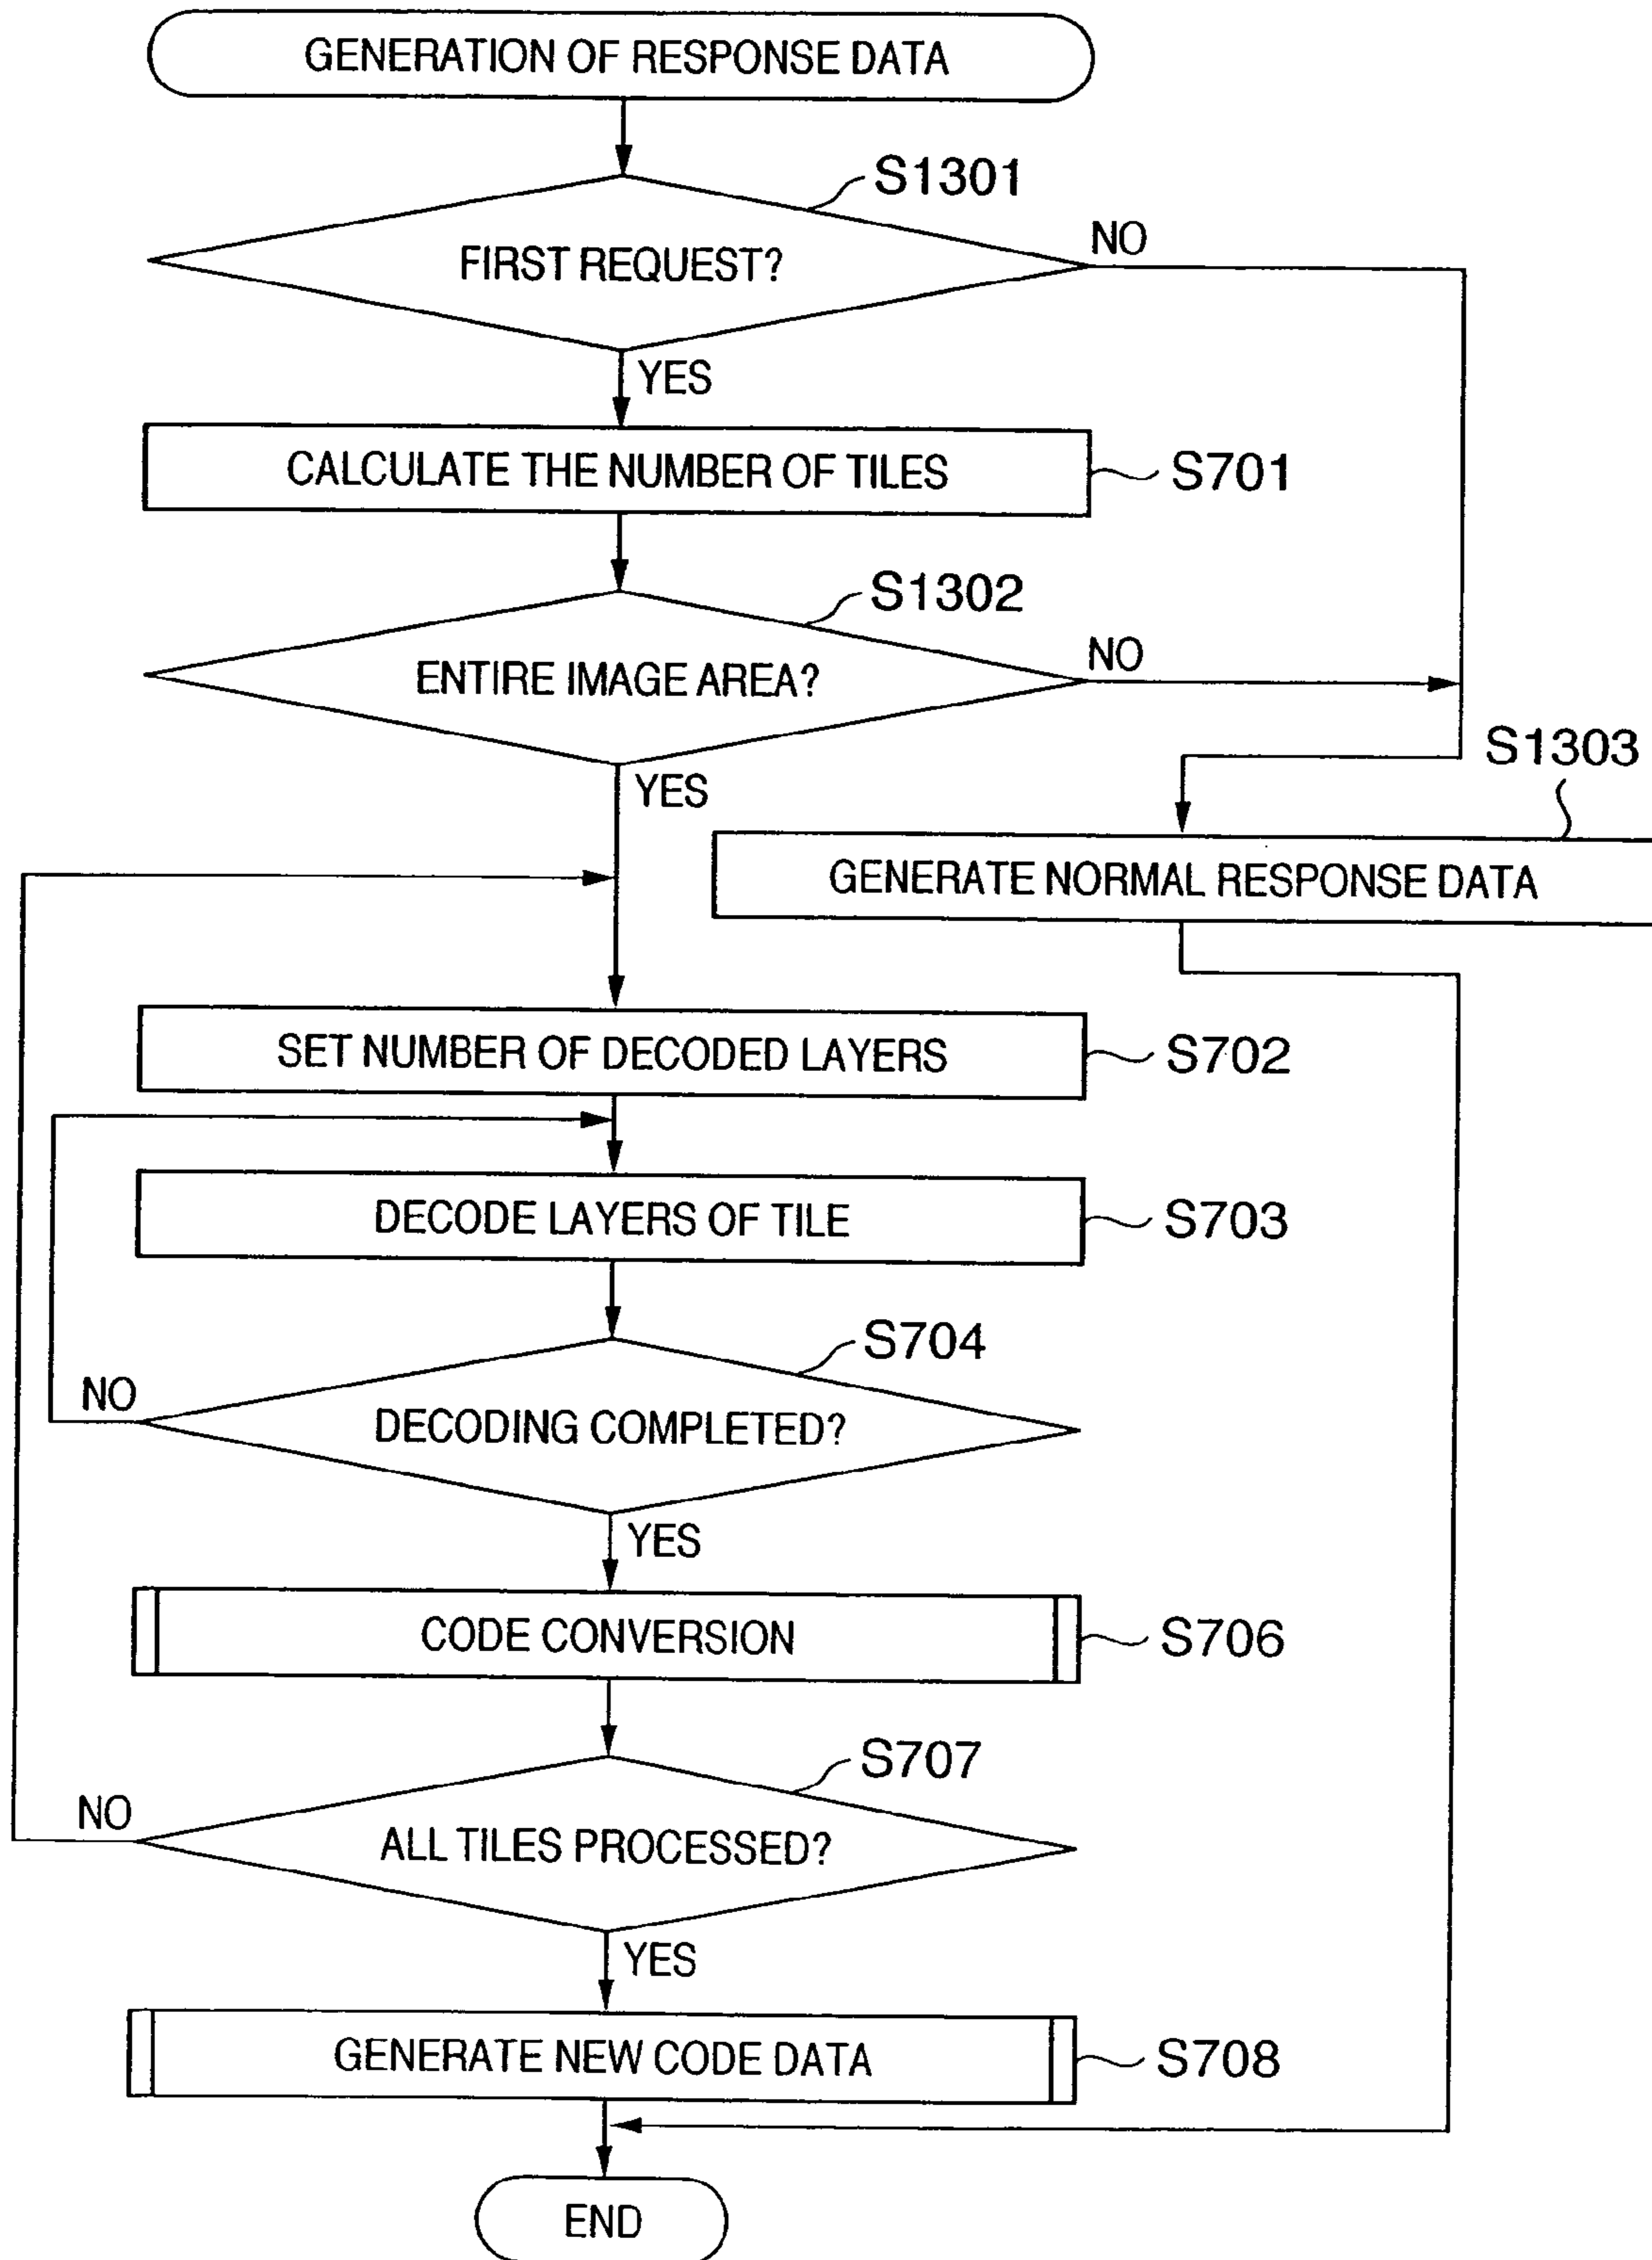 GENERATION OF RESPONSE DATA
S1301
FIRST REQUEST?
NO
YES
CALCULATE THE NUMBER OF TILES
S701
S1302
ENTIRE IMAGE AREA?
NO
YES
S1303
GENERATE NORMAL RESPONSE DATA
SET NUMBER OF DECODED LAYERS
S702
DECODE LAYERS OF TILE
S703
S704
NO
DECODING COMPLETED?
YES
CODE CONVERSION
S706
S707
NO
ALL TILES PROCESSED?
YES
GENERATE NEW CODE DATA
S708
END